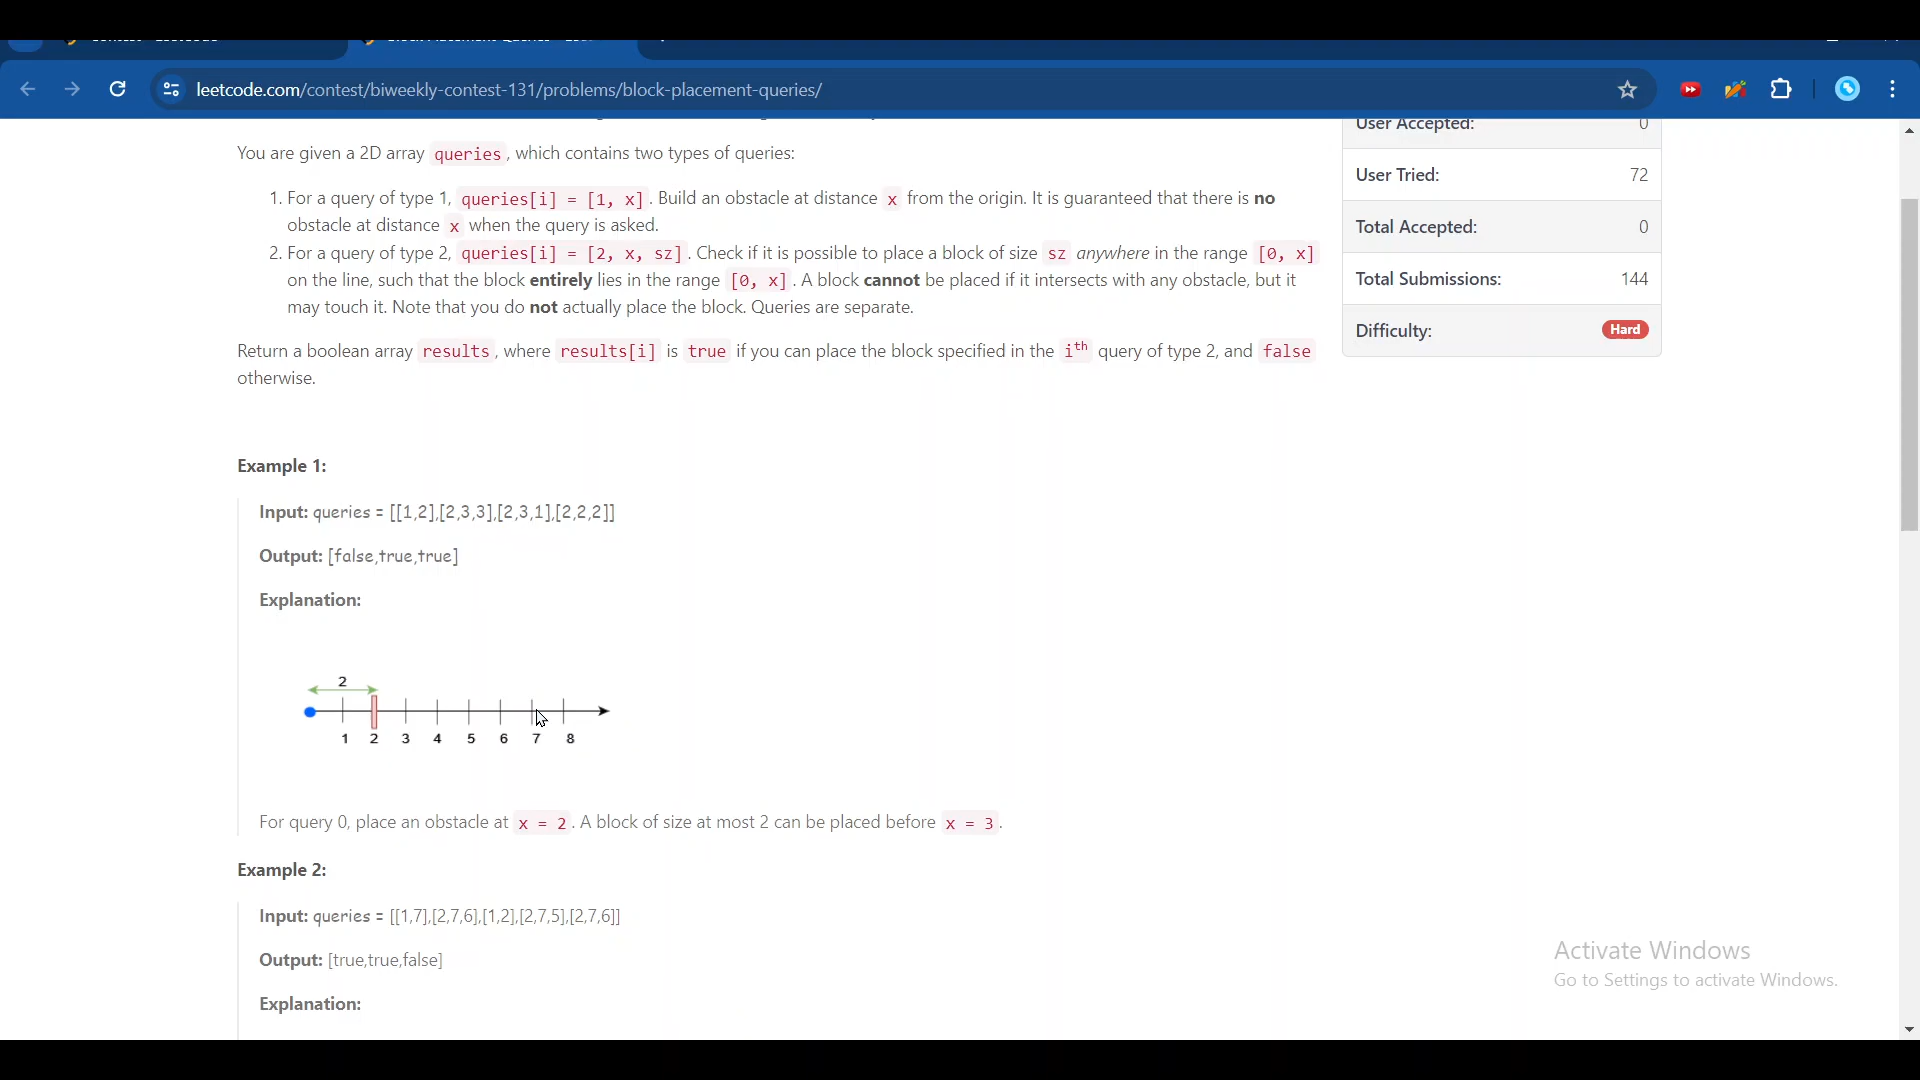 leetcode.com/contest/biweekly-contest-131/problems/block-placement-queries/
You are given a 2D array queries, which contains two types of queries:
1. For a query of type 1, queries[i] = [1, x]. Build an obstacle at distance x from the origin. It is guaranteed that there is no
obstacle at distance x when the query is asked.
2. For a query of type 2, queries[i] = [2, x, sz]. Check if it is possible to place a block of size sz anywhere in the range [0, x]
on the line, such that the block entirely lies in the range [0, x]. A block cannot be placed if it intersects with any obstacle, but it
may touch it. Note that you do not actually place the block. Queries are separate.
Return a boolean array results, where results[i] is true if you can place the block specified in the ith query of type 2, and false
otherwise.
Example 1:
Input: queries = [[1,2],[2,3,3],[2,3,1],[2,2,2]]
Output: [false,true,true]
Explanation:
2
1 2 3 4 5 6 7 8
For query 0, place an obstacle at x = 2. A block of size at most 2 can be placed before x = 3.
Example 2:
Input: queries = [[1,7],[2,7,6],[1,2],[2,7,5],[2,7,6]]
Output: [true,true,false]
Explanation:
User Accepted: 0
User Tried: 72
Total Accepted: 0
Total Submissions: 144
Difficulty: Hard
Activate Windows
Go to Settings to activate Windows.